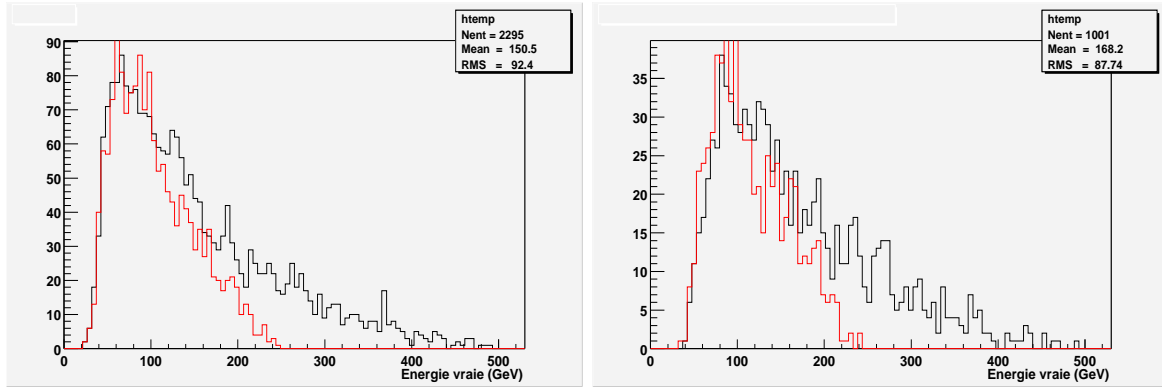 htemp
Nent = 2295
Mean = 150.5
RMS = 92.4
90
80
70
60
50
40
30
20
10
0
0 100 200 300 400 500
Energie vraie (GeV)
htemp
Nent = 1001
Mean = 168.2
RMS = 87.74
35
30
25
20
15
10
5
0
0 100 200 300 400 500
Energie vraie (GeV)